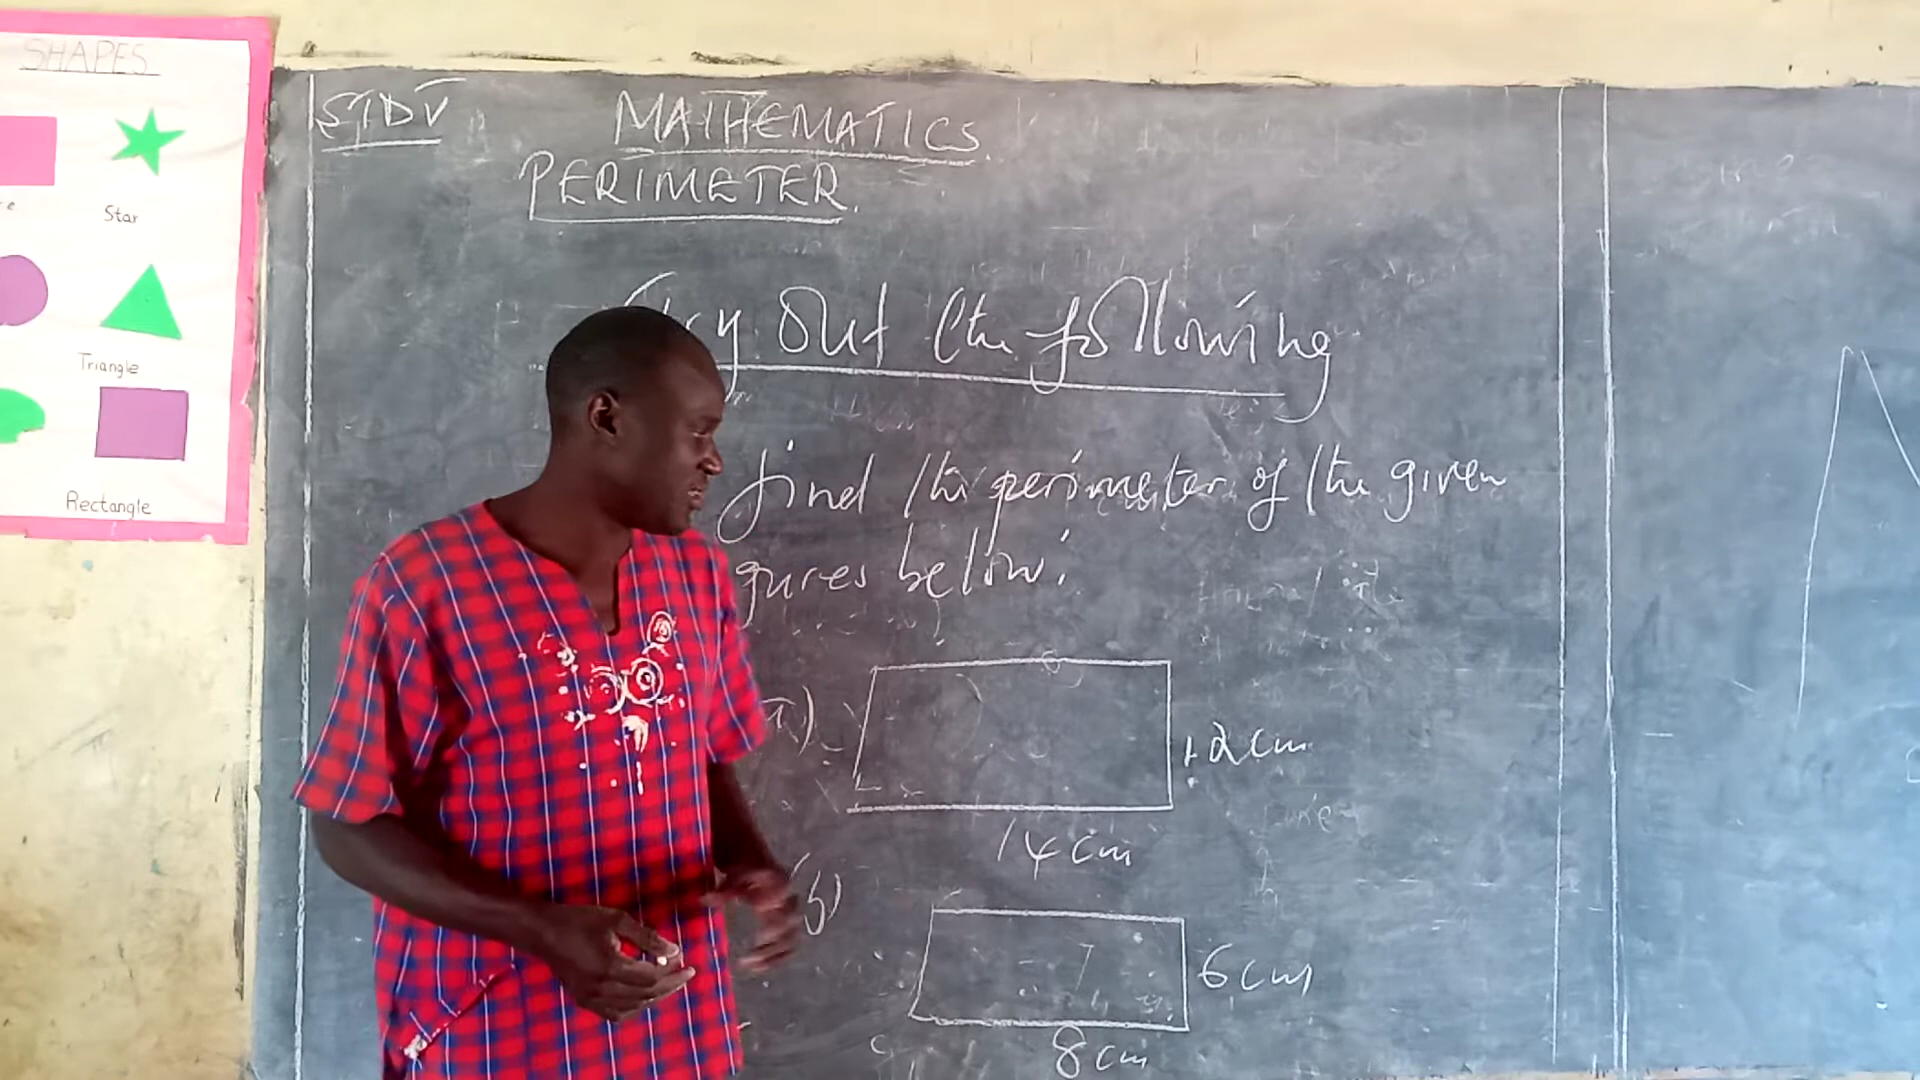 SHAPES
Star
Triangle
Rectangle
STD V
MATHEMATICS
PERIMETER.
Try out the following
find the perimeter of the given
gures below:
a)
12cm
14cm
(b)
6cm
8cm